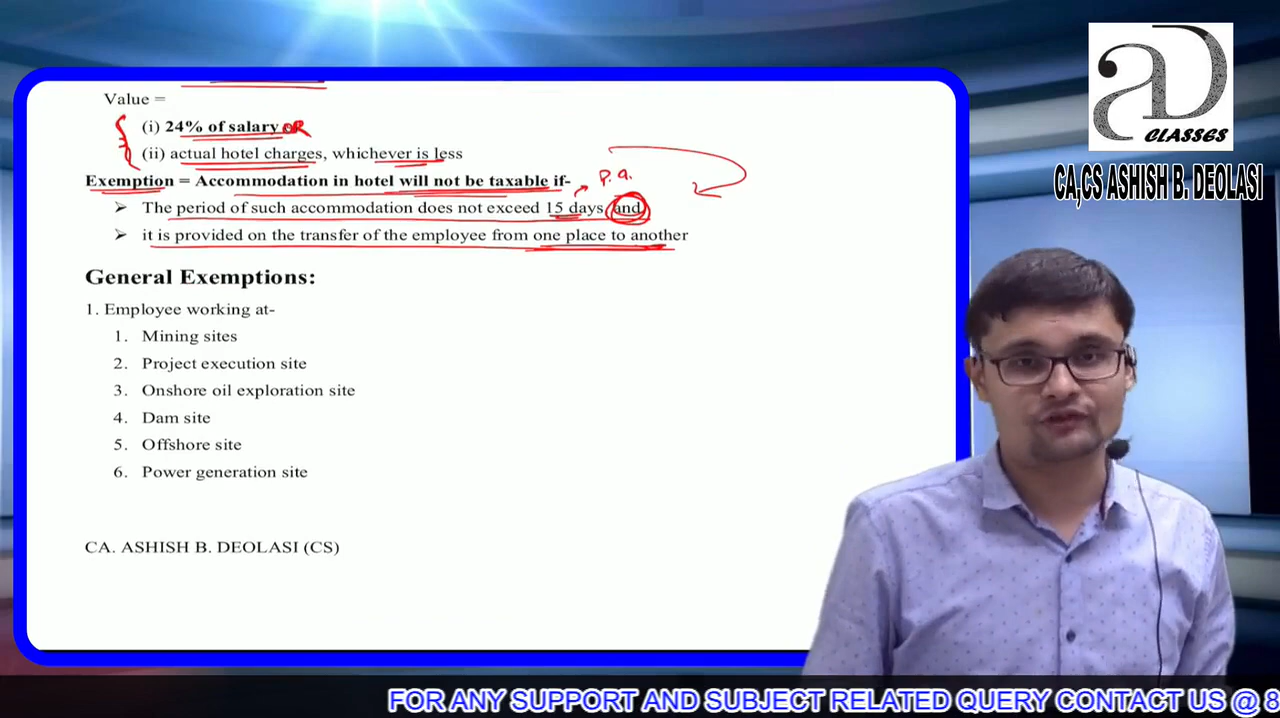 Value =
(i) 24% of salary OR
(ii) actual hotel charges, whichever is less
P.a.
Exemption = Accommodation in hotel will not be taxable if-
➢ The period of such accommodation does not exceed 15 days and
➢ it is provided on the transfer of the employee from one place to another
General Exemptions:
1. Employee working at-
1. Mining sites
2. Project execution site
3. Onshore oil exploration site
4. Dam site
5. Offshore site
6. Power generation site
CA. ASHISH B. DEOLASI (CS)
aD
CLASSES
CA,CS ASHISH B. DEOLASI
FOR ANY SUPPORT AND SUBJECT RELATED QUERY CONTACT US @ 8